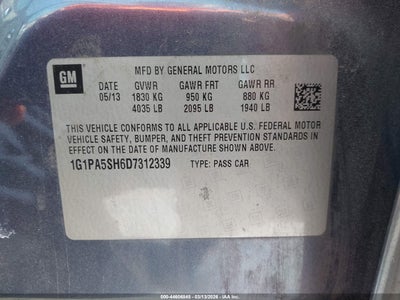 GM
MFD BY GENERAL MOTORS LLC
DATE GVWR GAWR FRT GAWR RR
05/13 1830 KG 950 KG 880 KG
4035 LB 2095 LB 1940 LB
THIS VEHICLE CONFORMS TO ALL APPLICABLE U.S. FEDERAL MOTOR
VEHICLE SAFETY, BUMPER, AND THEFT PREVENTION STANDARDS IN
EFFECT ON THE DATE OF MANUFACTURE SHOWN ABOVE.
1G1PA5SH6D7312339 TYPE: PASS CAR